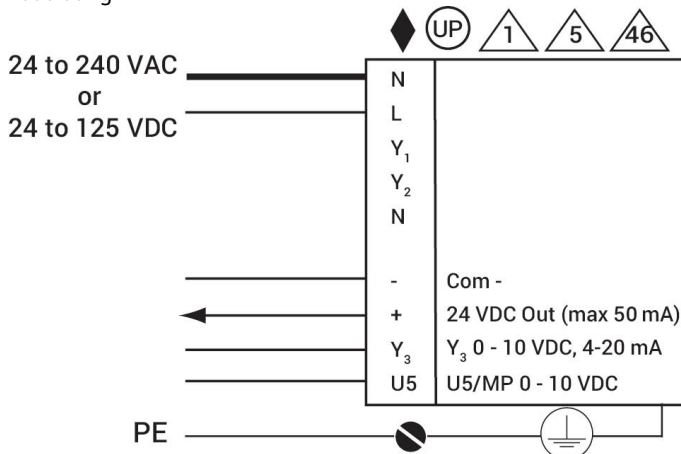 UP 1 5 46
24 to 240 VAC
or
24 to 125 VDC
N
L
Y₁
Y₂
N
- Com -
+ 24 VDC Out (max 50 mA)
Y₃ Y₃ 0 - 10 VDC, 4-20 mA
U5 U5/MP 0 - 10 VDC
PE